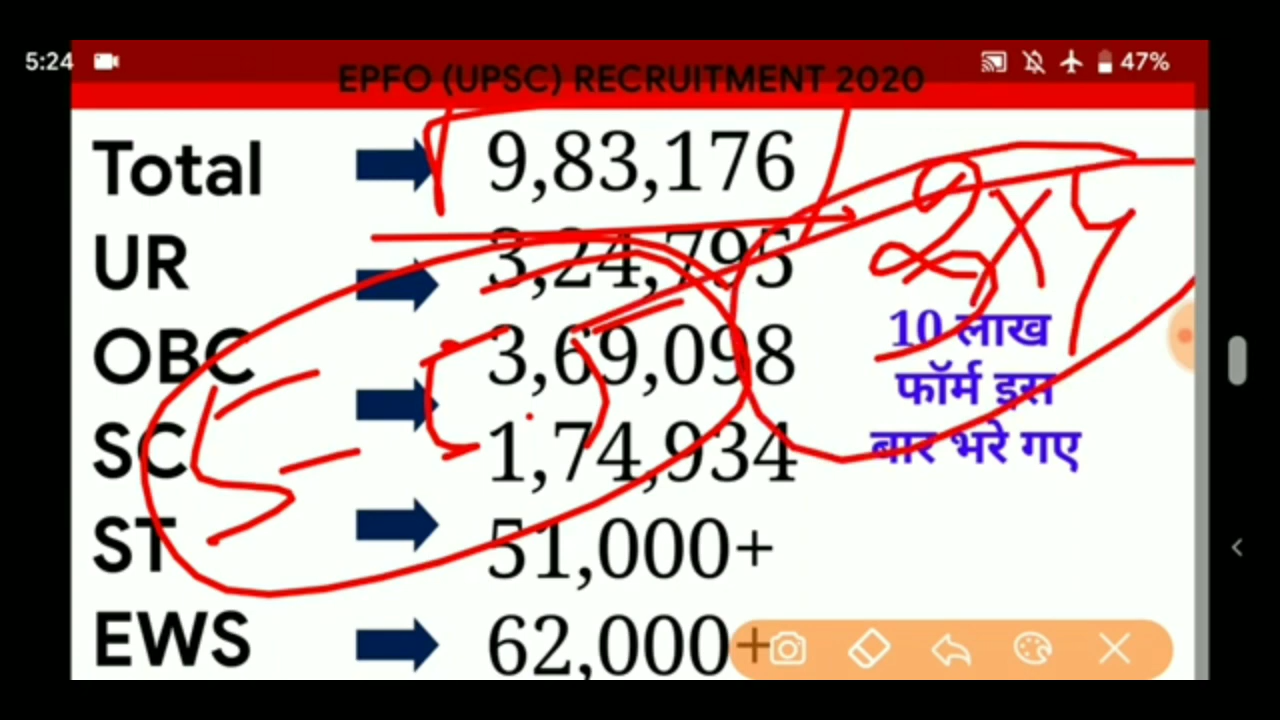 5:24 47%
EPFO (UPSC) RECRUITMENT 2020
Total 9,83,176
UR 3,24,795
OBC 3,69,098
SC 1,74,934
ST 51,000+
EWS 62,000+
10 लाख
फॉर्म इस
बार भरे गए